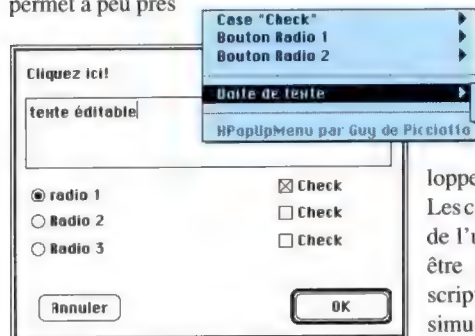 permet à peu près
Case "Check"
Bouton Radio 1
Bouton Radio 2
Boite de texte
HPopUpMenu par Guy de Picciotto
Cliquez ici!
texte éditable
radio 1
Radio 2
Radio 3
Check
Check
Check
Annuler
OK
loppe
Les c
de l'u
être
script
simu